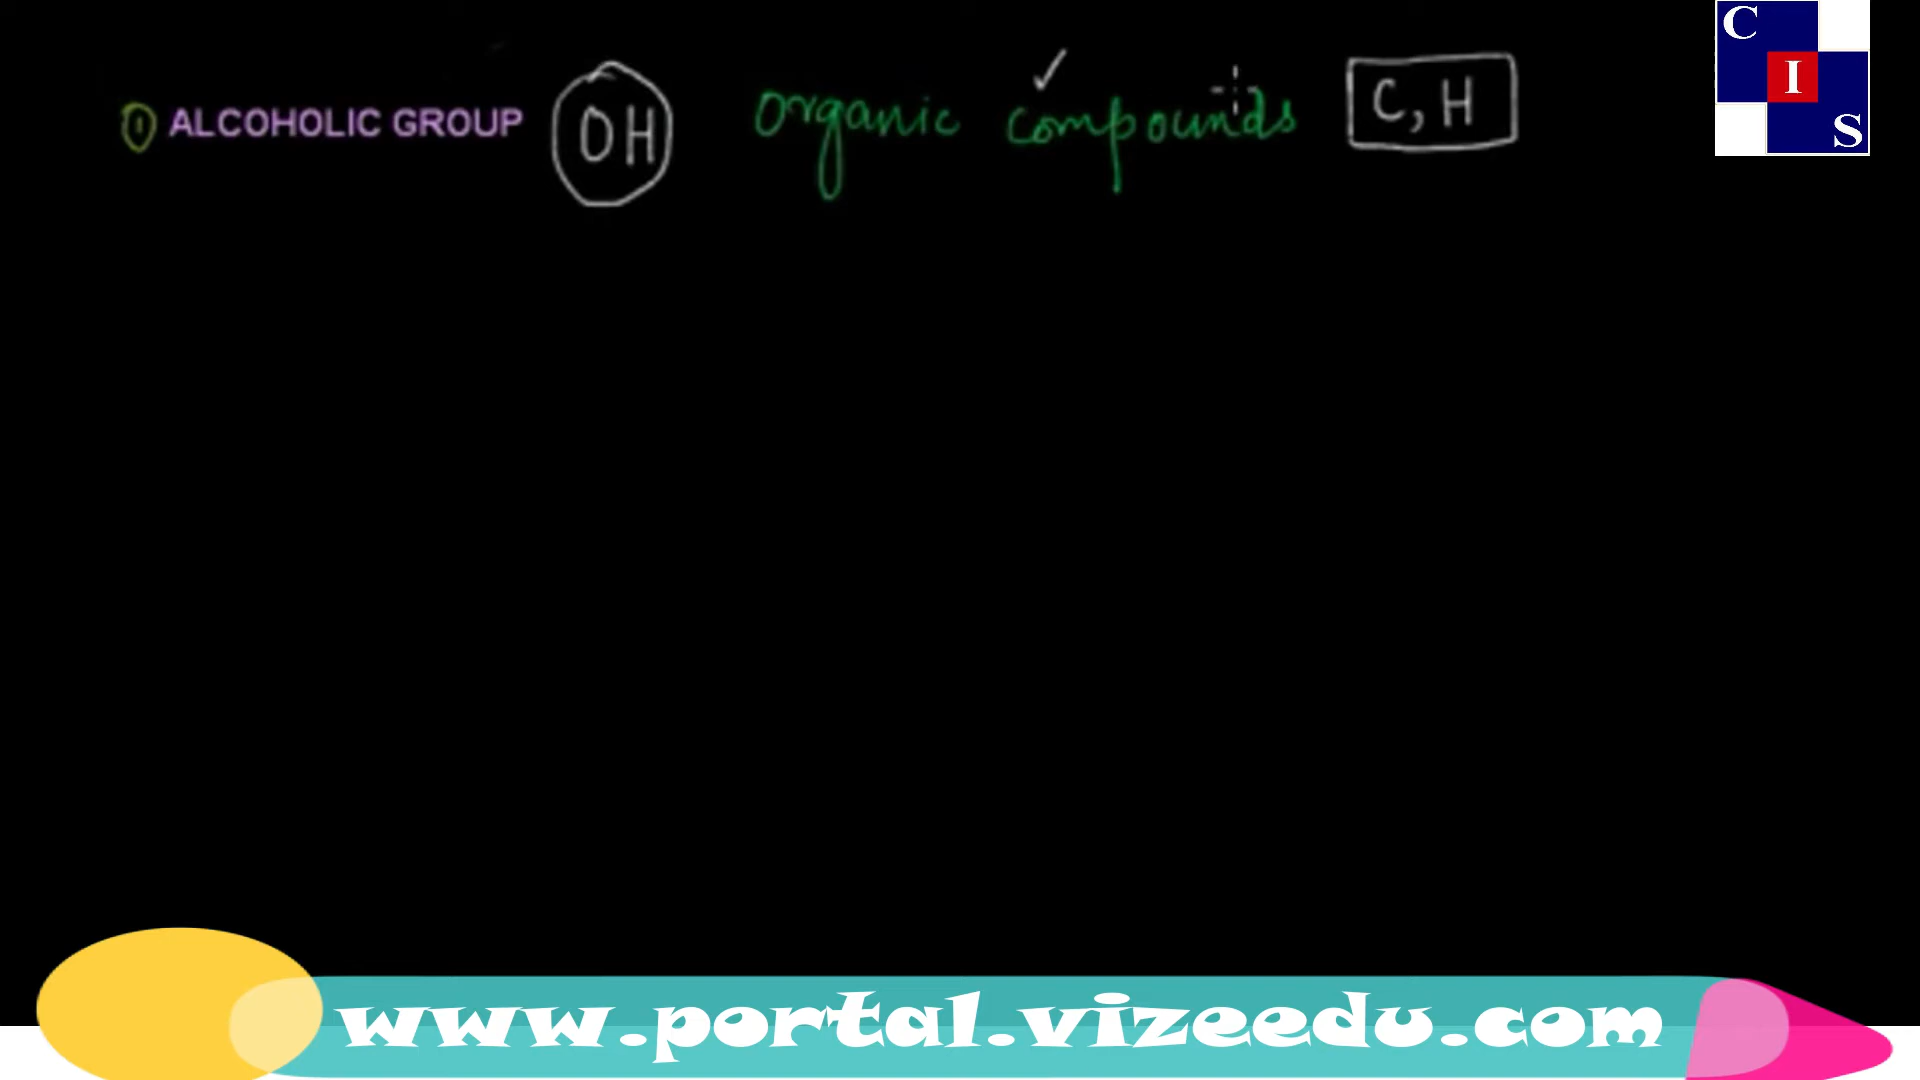 ① ALCOHOLIC GROUP OH organic compounds C, H
C
I
S
www.portal.vizeedu.com